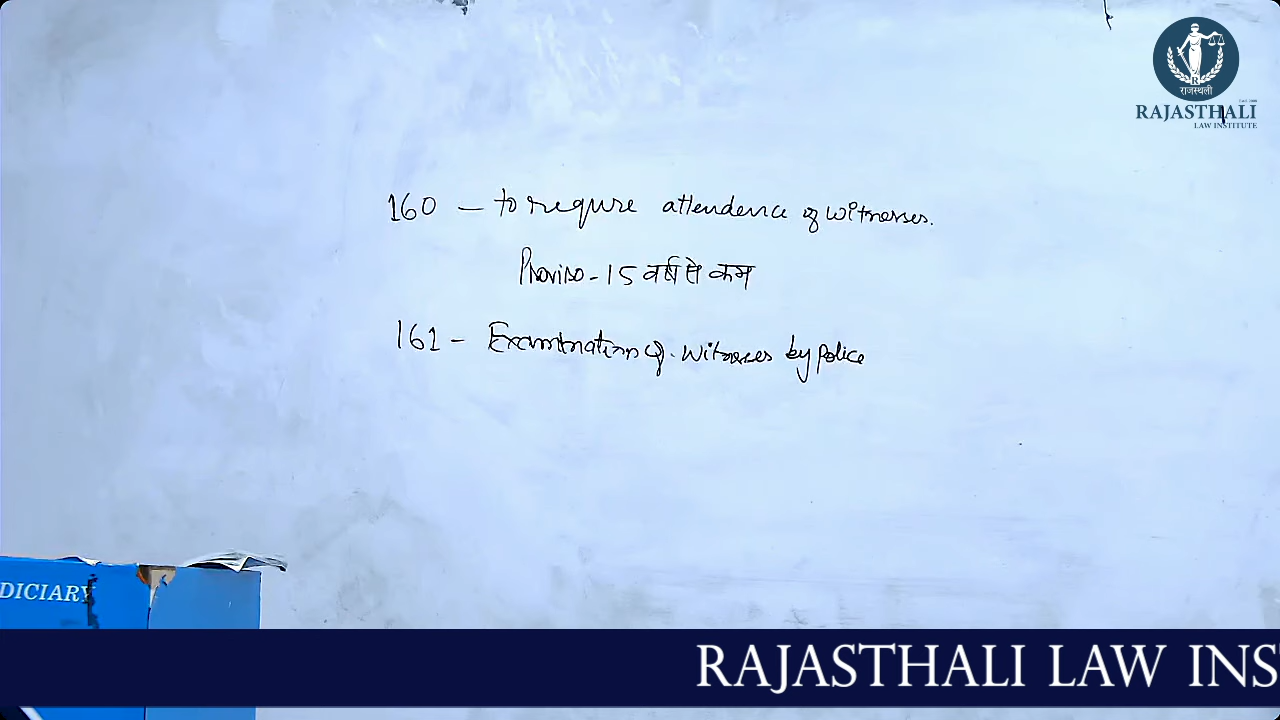 राजस्थली
RAJASTHALI
LAW INSTITUTE
160 – to requre attendence of witnesses.
Proviso - 15 वर्ष से कम
161 - Examination of witnesses by police
DICIARY
RAJASTHALI LAW INS